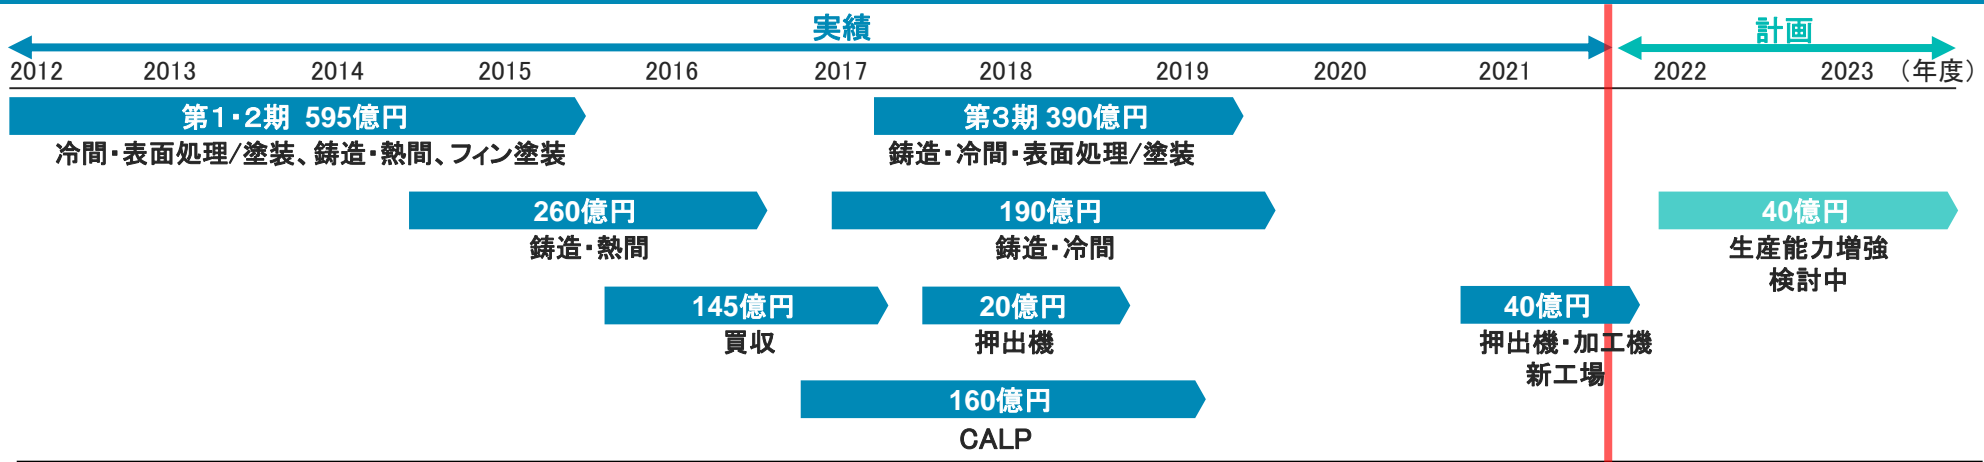 実績
計画
2012 2013 2014 2015 2016 2017 2018 2019 2020 2021 2022 2023 （年度）
第１・２期 595億円
第３期 390億円
冷間・表面処理/塗装、鋳造・熱間、フィン塗装
鋳造・冷間・表面処理/塗装
260億円
190億円
40億円
鋳造・熱間
鋳造・冷間
生産能力増強
検討中
145億円
20億円
40億円
買収
押出機
押出機・加工機
新工場
160億円
CALP